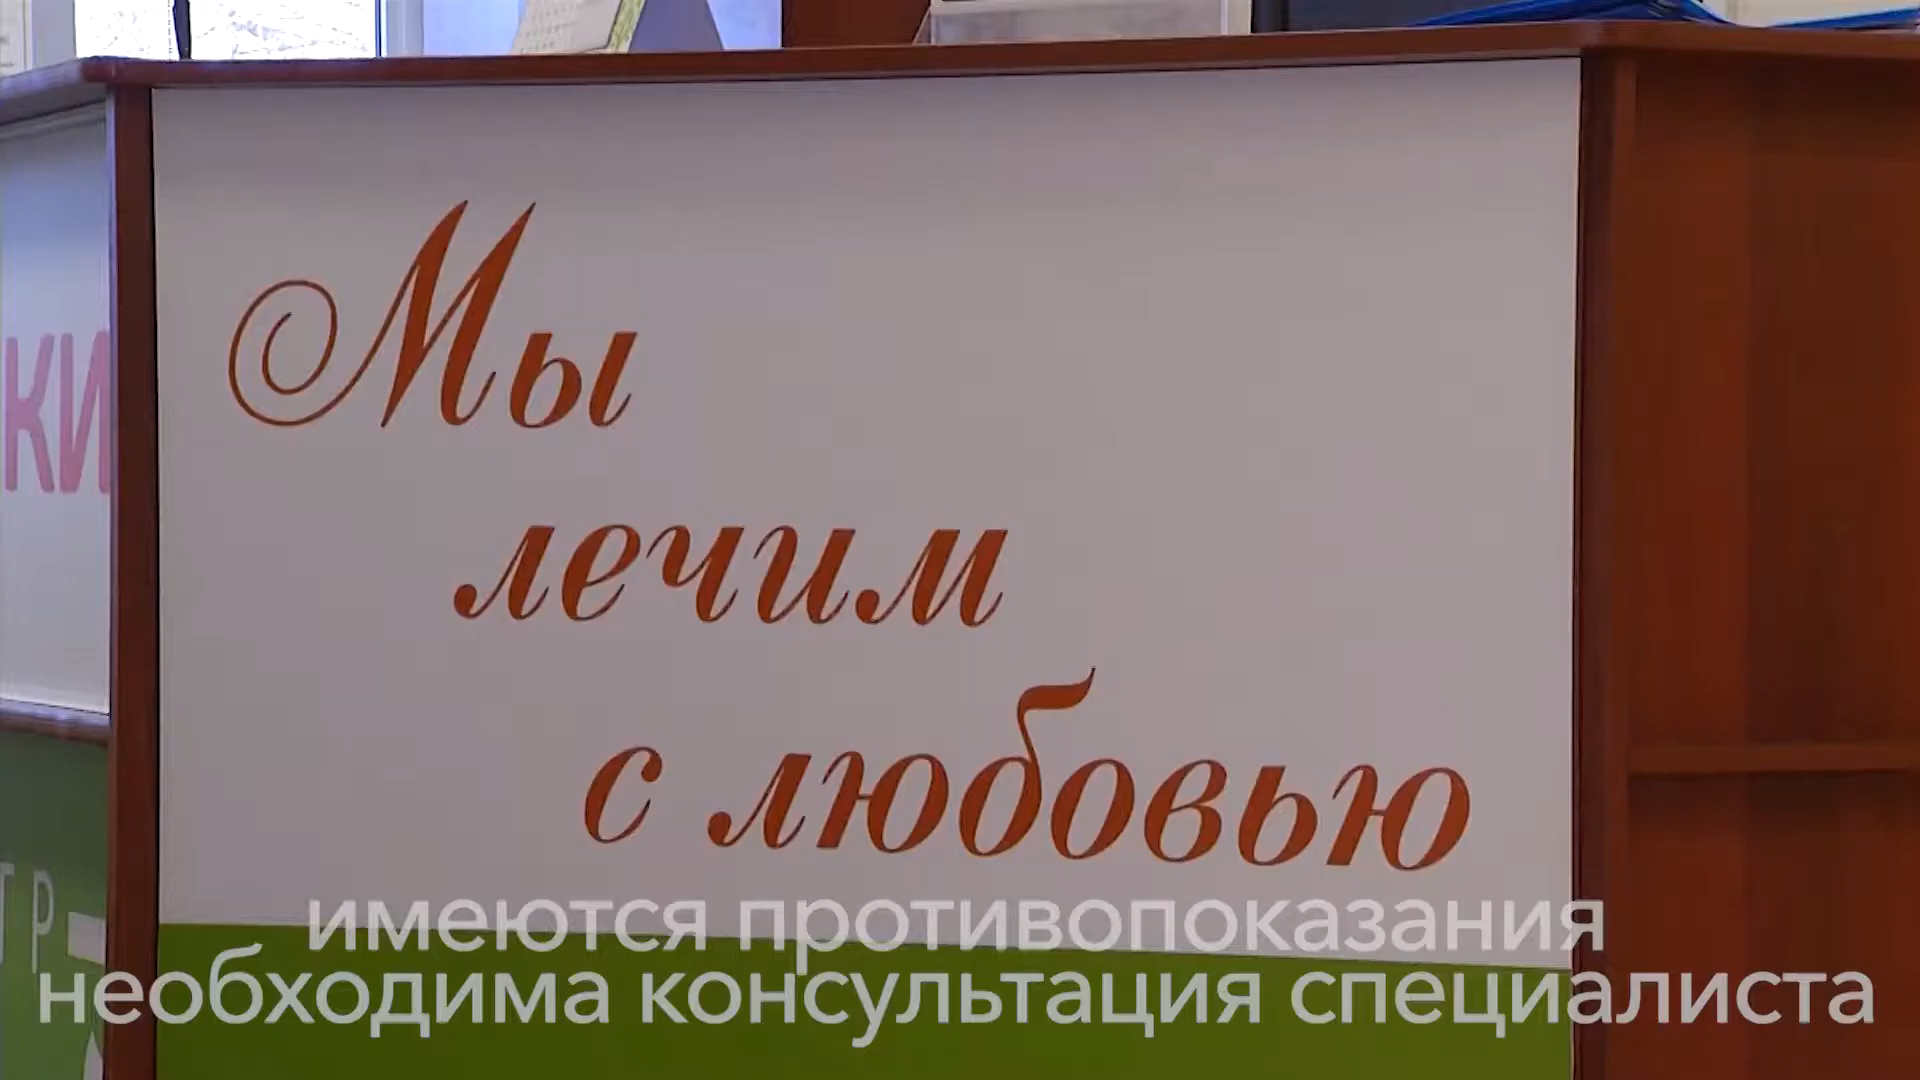 Мы
лечим
с любовью
имеются противопоказания
необходима консультация специалиста